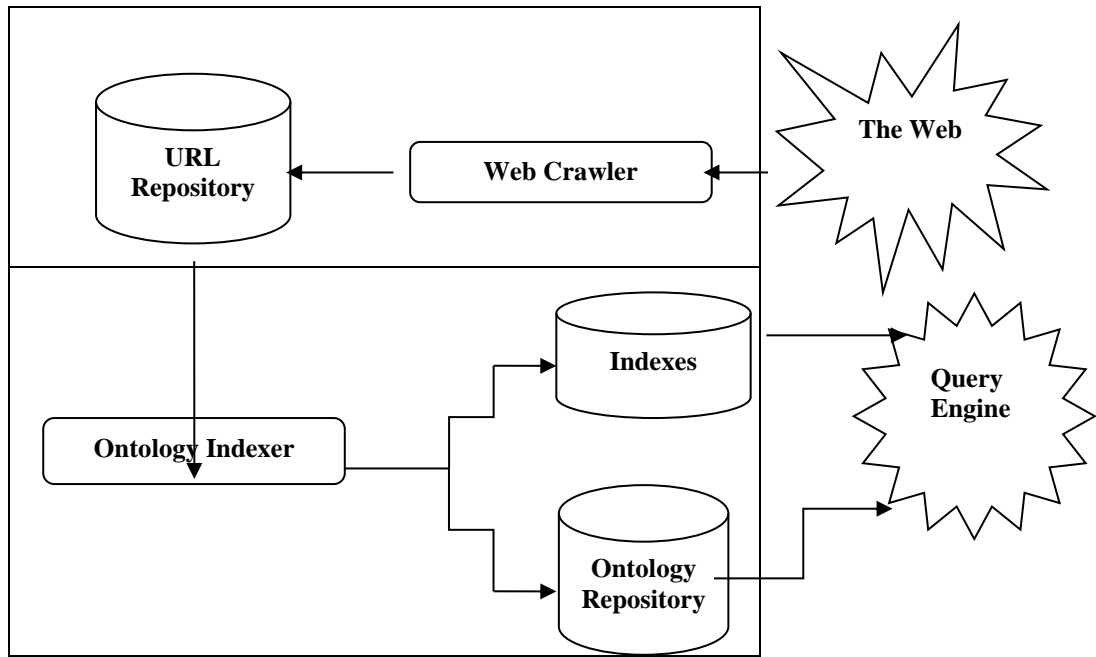 The Web
URL
Repository
Web Crawler
Indexes
Query
Engine
Ontology Indexer
Ontology
Repository